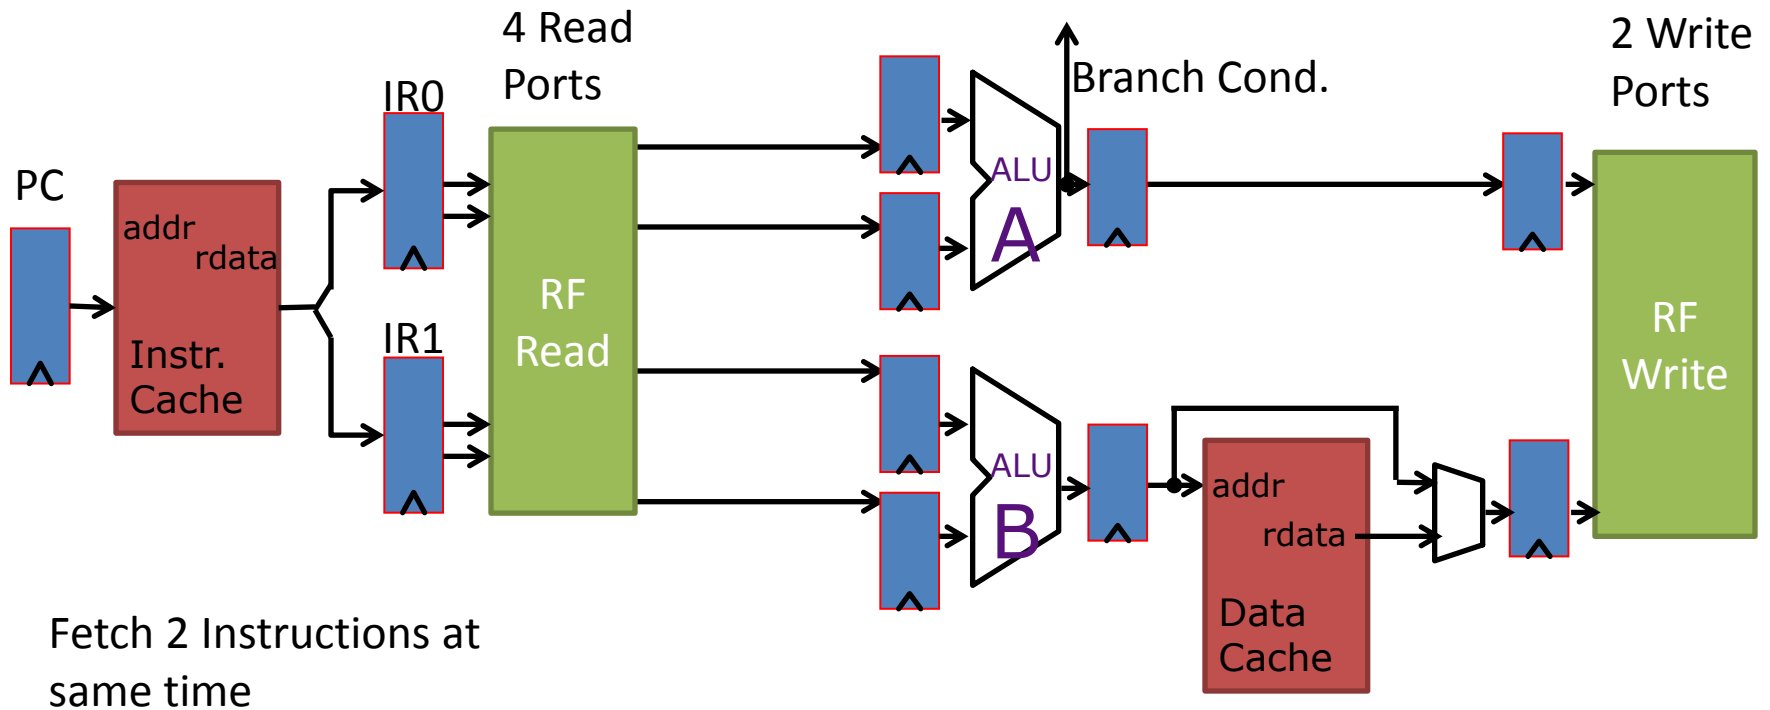 4 Read
Ports
2 Write
Ports
Branch Cond.
IR0
PC
addr
rdata
Instr.
Cache
IR1
RF
Read
ALU
A
ALU
B
addr
rdata
Data
Cache
RF
Write
Fetch 2 Instructions at
same time